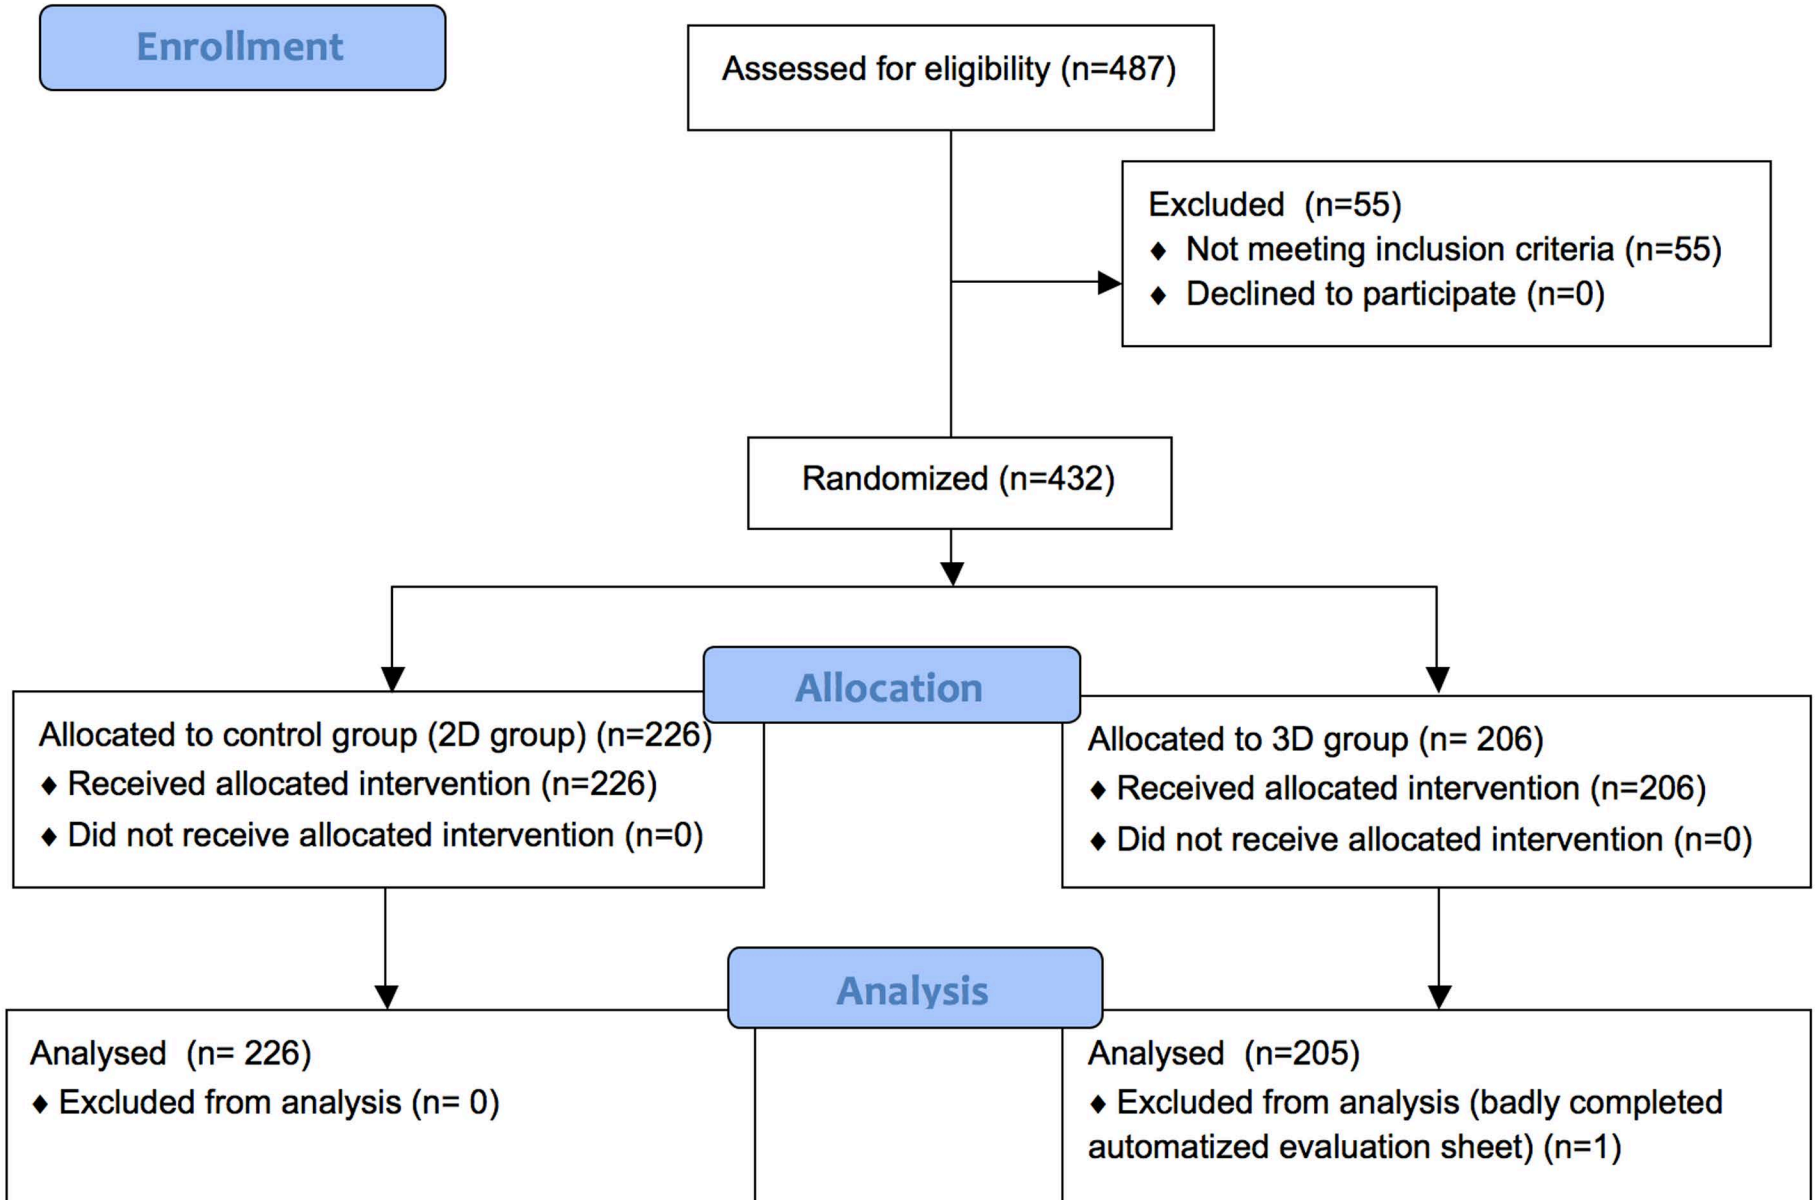 Enrollment
Assessed for eligibility (n=487)
Excluded (n=55)
♦ Not meeting inclusion criteria (n=55)
♦ Declined to participate (n=0)
Randomized (n=432)
Allocation
Allocated to control group (2D group) (n=226)
♦ Received allocated intervention (n=226)
♦ Did not receive allocated intervention (n=0)
Allocated to 3D group (n= 206)
♦ Received allocated intervention (n=206)
♦ Did not receive allocated intervention (n=0)
Analysis
Analysed (n= 226)
♦ Excluded from analysis (n= 0)
Analysed (n=205)
♦ Excluded from analysis (badly completed
automatized evaluation sheet) (n=1)